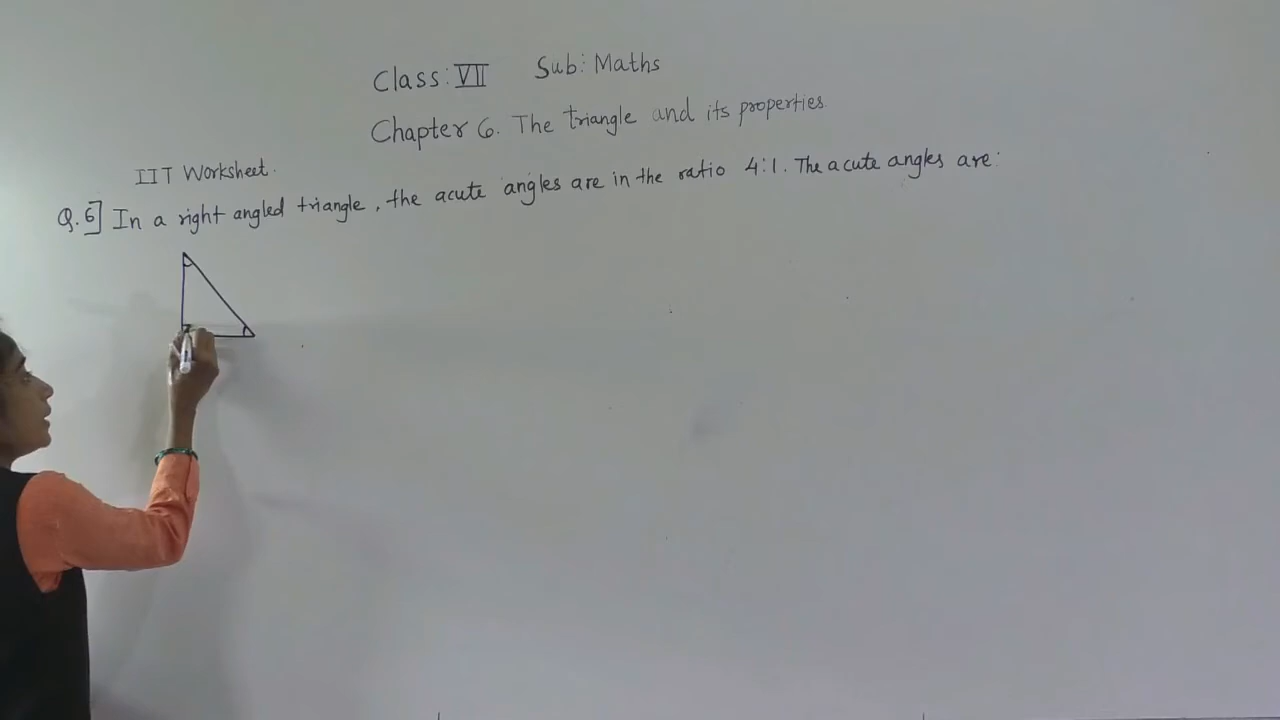 Class: VII Sub: Maths
Chapter 6. The triangle and its properties.
IIT Worksheet.
Q.6] In a right angled triangle, the acute angles are in the ratio 4:1. The acute angles are: